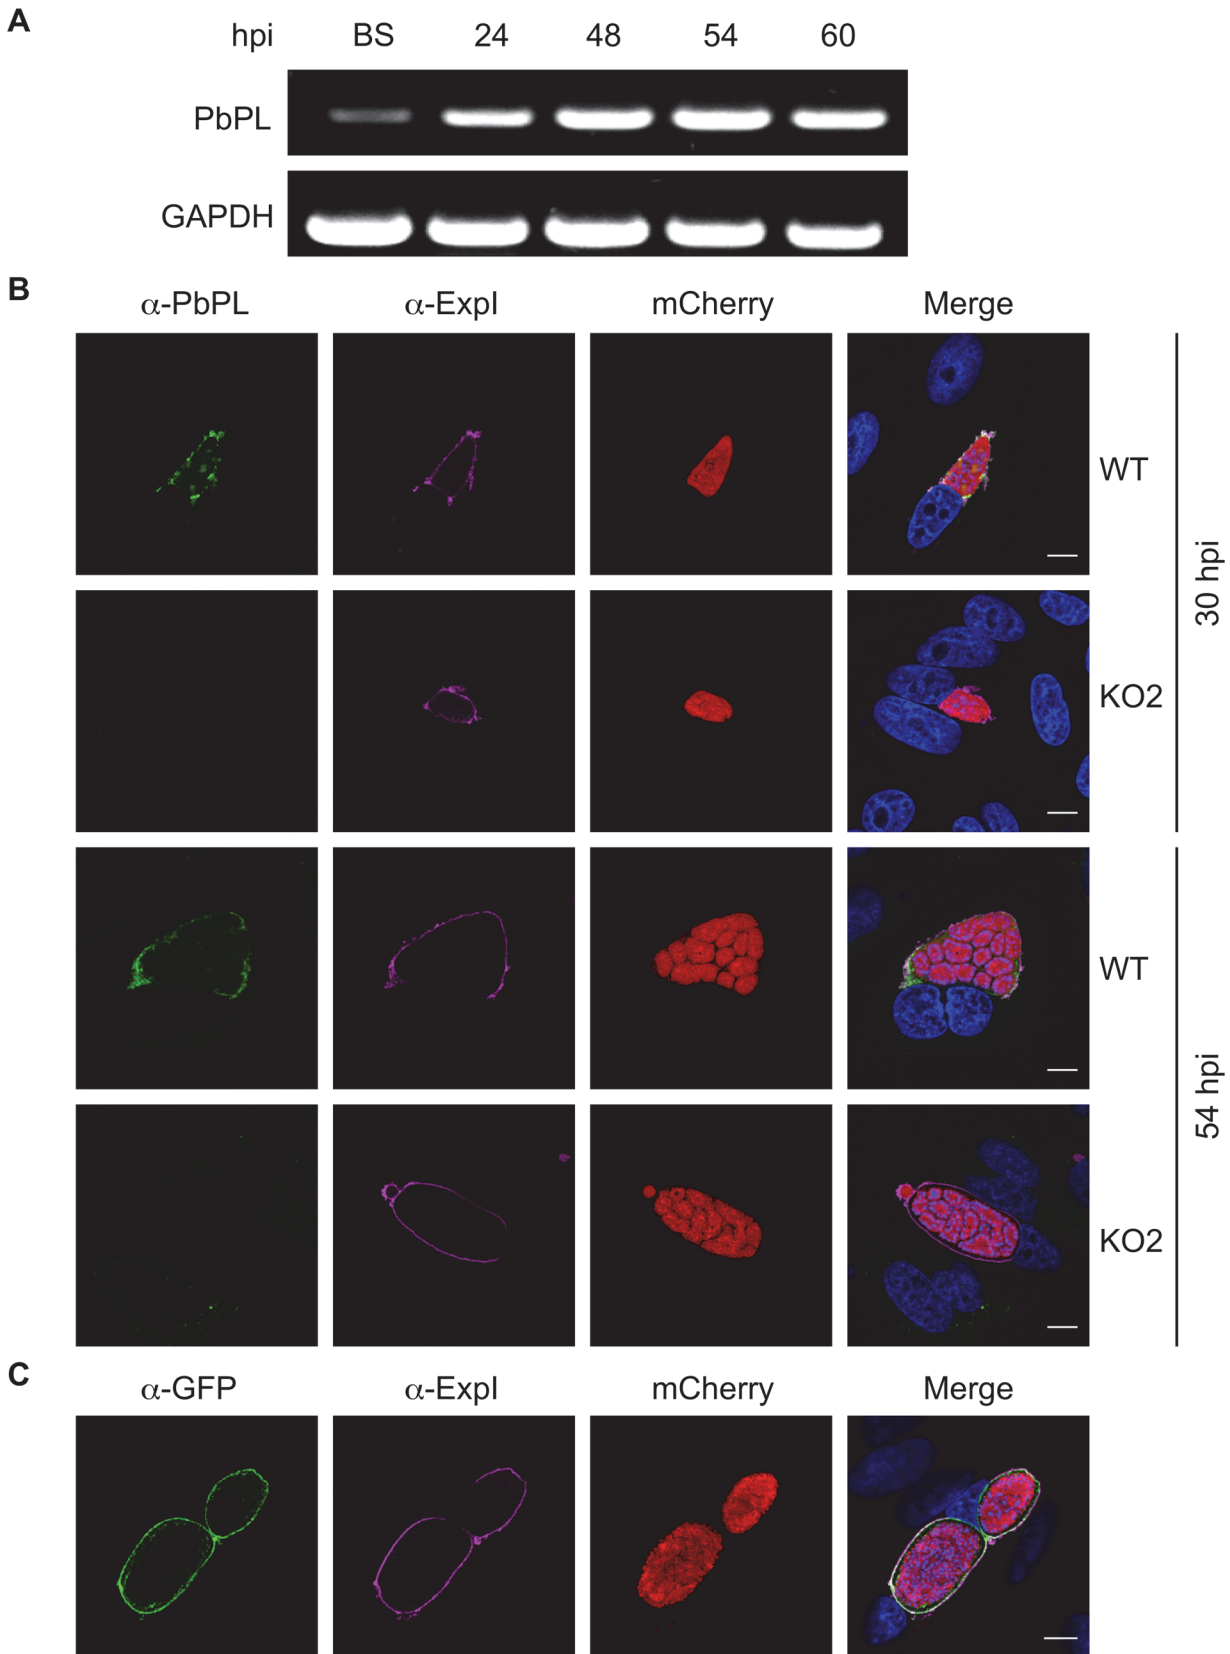 A
hpi BS 24 48 54 60
PbPL
GAPDH
B
α-PbPL α-ExpI mCherry Merge
WT
30 hpi
KO2
WT
54 hpi
KO2
C
α-GFP α-ExpI mCherry Merge